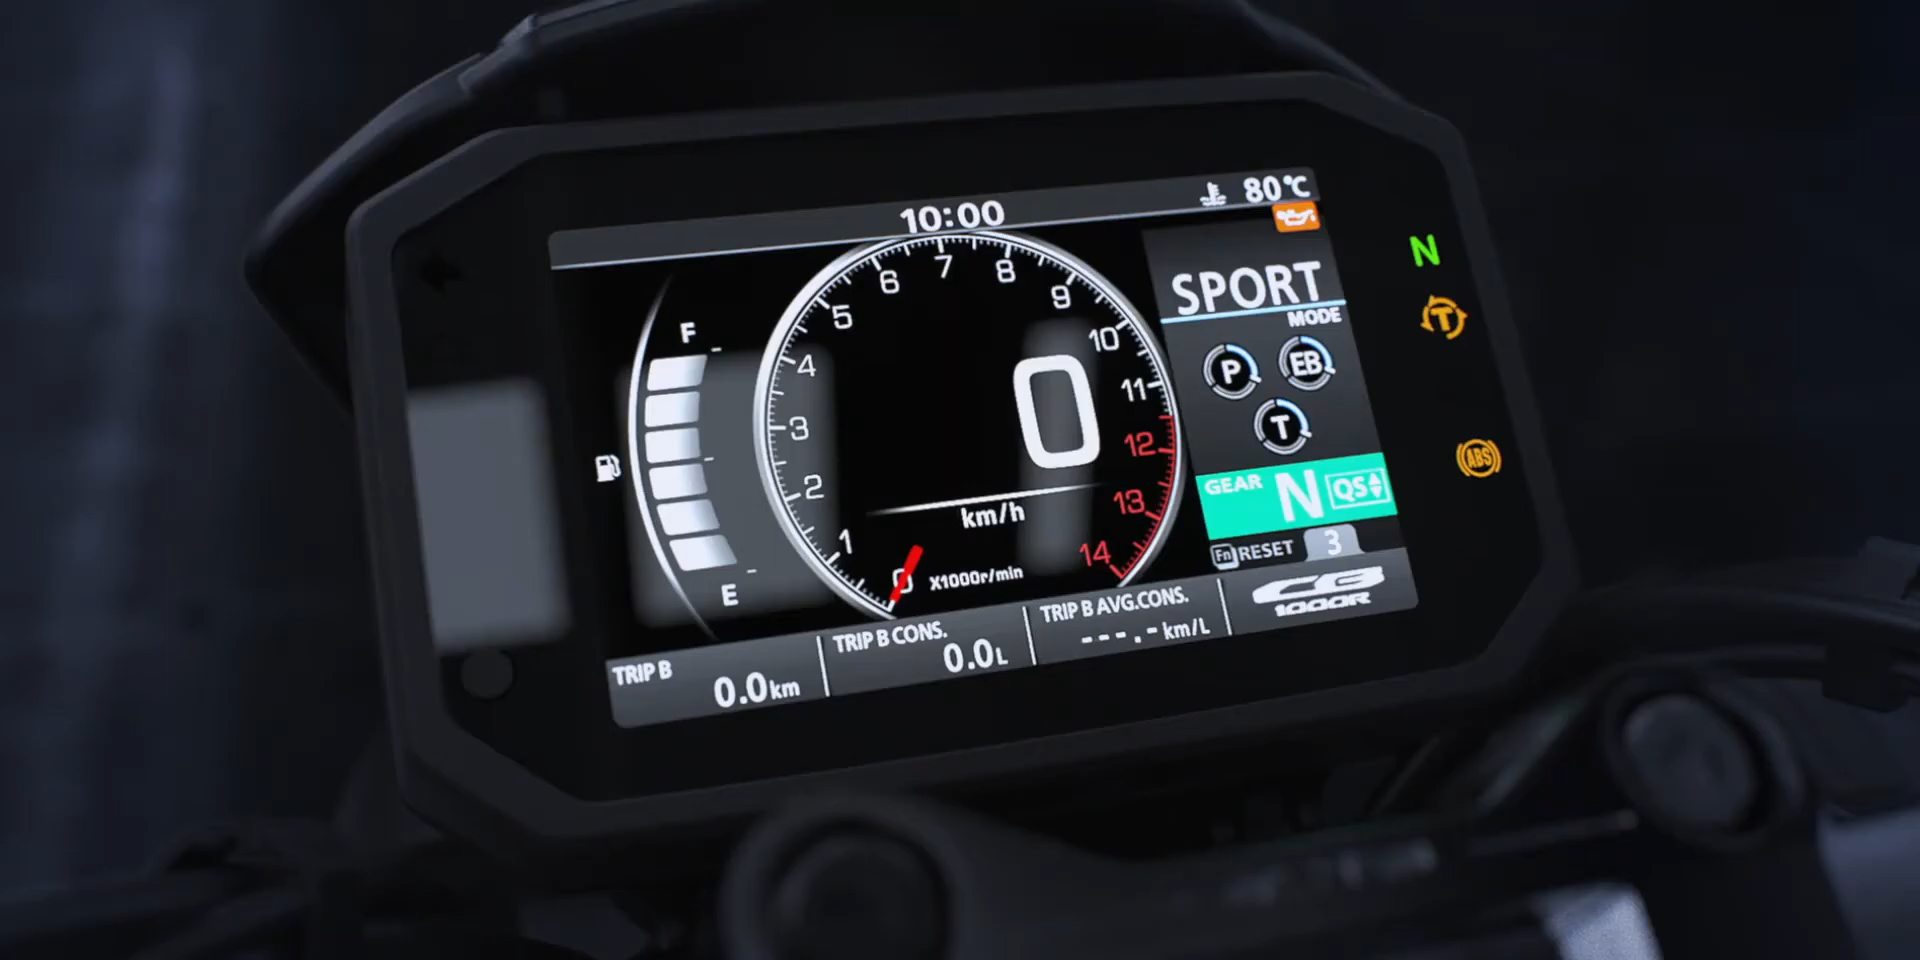 10:00
80°C
F
E
0
1
2
3
4
5
6
7
8
9
10
11
12
13
14
0
km/h
X1000r/min
SPORT
MODE
P
EB
T
GEAR N QS
Fn RESET 3
TRIP B
0.0km
TRIP B CONS.
0.0L
TRIP B AVG.CONS.
---.-km/L
CB
1000R
N
T
ABS